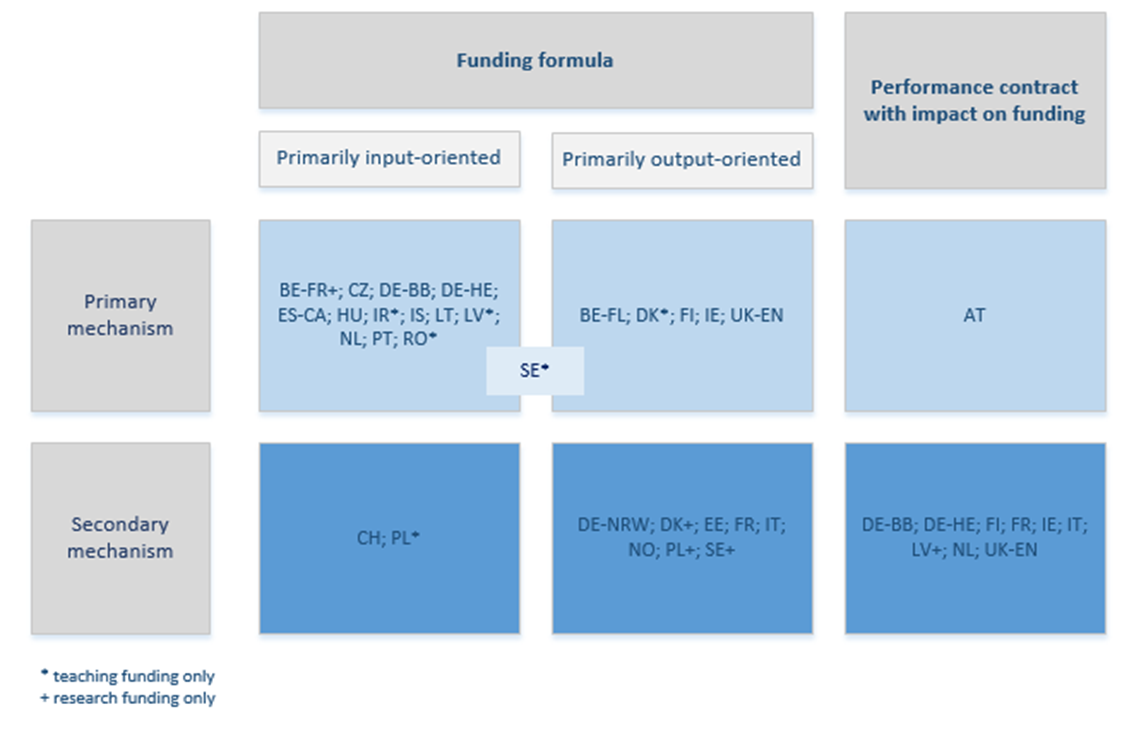 Funding formula
Performance contract
with impact on funding
Primarily input-oriented
Primarily output-oriented
Primary
mechanism
BE-FR+; CZ; DE-BB; DE-HE;
ES-CA; HU; IR*; IS; LT; LV*;
NL; PT; RO*
BE-FL; DK*; FI; IE; UK-EN
AT
SE*
Secondary
mechanism
CH; PL*
DE-NRW; DK+; EE; FR; IT;
NO; PL+; SE+
DE-BB; DE-HE; FI; FR; IE; IT;
LV+; NL; UK-EN
* teaching funding only
+ research funding only